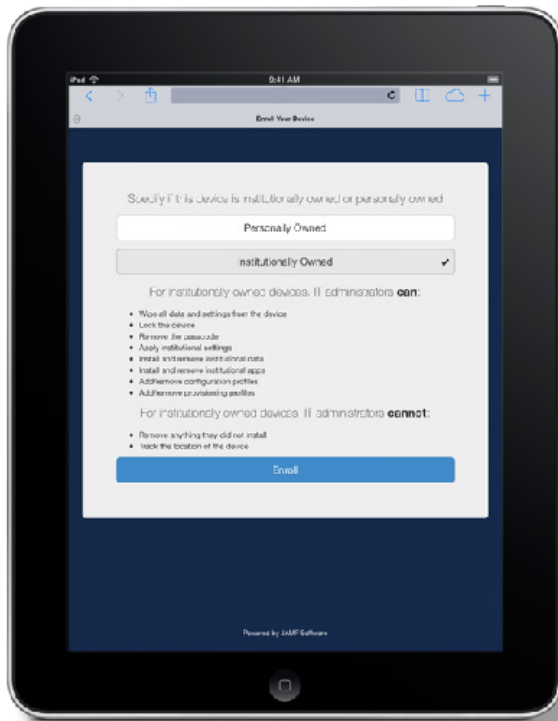 iPad
9:41 AM
Enroll Your Device
Specify if this device is institutionally owned or personally owned
Personally Owned
Institutionally Owned
For institutionally owned devices, IT administrators can:
• Wipe all data and settings from the device
• Lock the device
• Remove the passcode
• Apply institutional settings
• Install and remove institutional data
• Install and remove institutional apps
• Add/remove configuration profiles
• Add/remove provisioning profiles
For institutionally owned devices, IT administrators cannot:
• Remove anything they did not install
• Track the location of the device
Enroll
Powered by JAMF Software